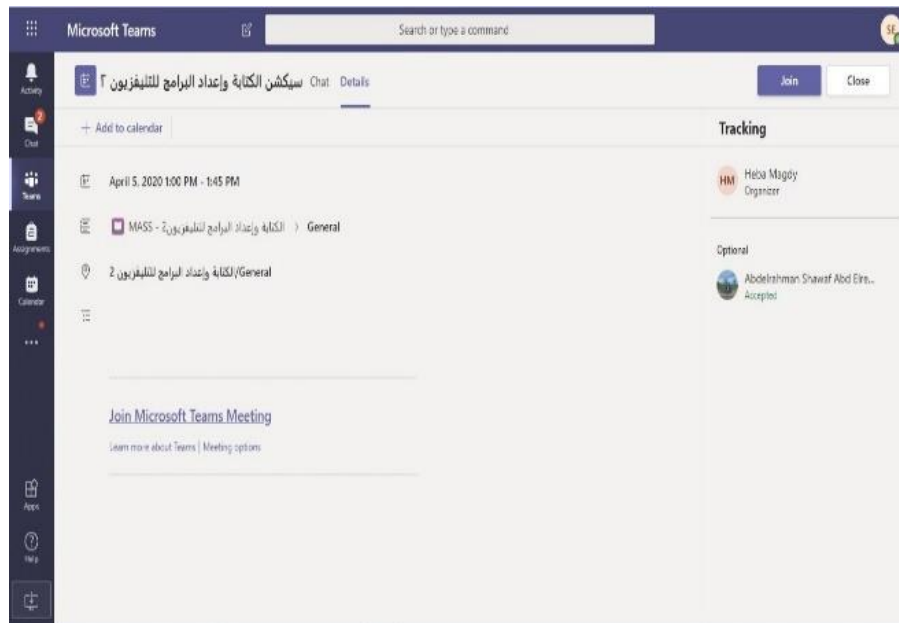 Microsoft Teams
Search or type a command
SE
Activity
سيكشن الكتابة وإعداد البرامج للتليفزيون ٢ Chat Details
Join
Close
2
Chat
+ Add to calendar
Tracking
Teams
April 5, 2020 1:00 PM - 1:45 PM
HM
Heba Magdy
Organizer
Assignments
MASS - الكتابة وإعداد البرامج للتليفزيون2 > General
Optional
Calendar
الكتابة وإعداد البرامج للتليفزيون 2/General
Abdelrahman Shawaf Abd Elre...
Accepted
Join Microsoft Teams Meeting
Learn more about Teams | Meeting options
Apps
Help